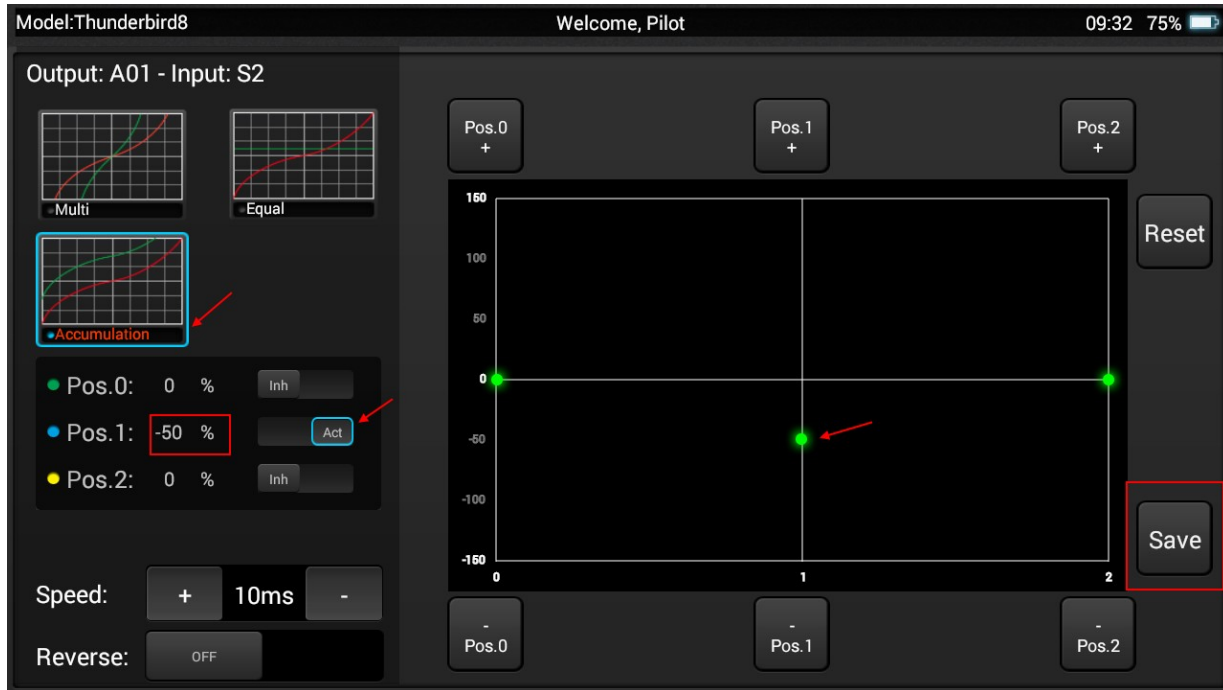 Model:Thunderbird8 Welcome, Pilot 09:32 75%
Output: A01 - Input: S2
Multi
Equal
Accumulation
Pos.0: 0 % Inh
Pos.1: -50 % Act
Pos.2: 0 % Inh
Speed: + 10ms -
Reverse: OFF
Pos.0
+
Pos.1
+
Pos.2
+
150
100
50
0
-50
-100
-150
0 1 2
Reset
Save
-
Pos.0
-
Pos.1
-
Pos.2